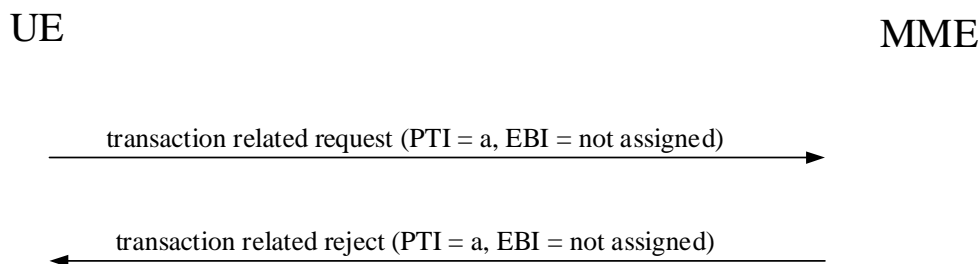 UE
MME
transaction related request (PTI = a, EBI = not assigned)
transaction related reject (PTI = a, EBI = not assigned)